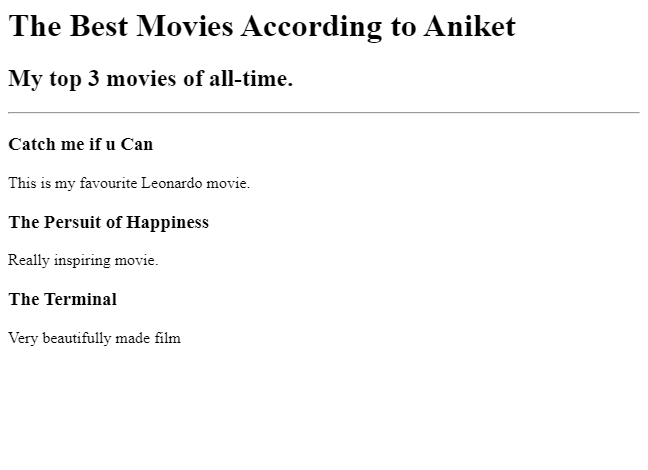 The Best Movies According to Aniket
My top 3 movies of all-time.
Catch me if u Can
This is my favourite Leonardo movie.
The Persuit of Happiness
Really inspiring movie.
The Terminal
Very beautifully made film